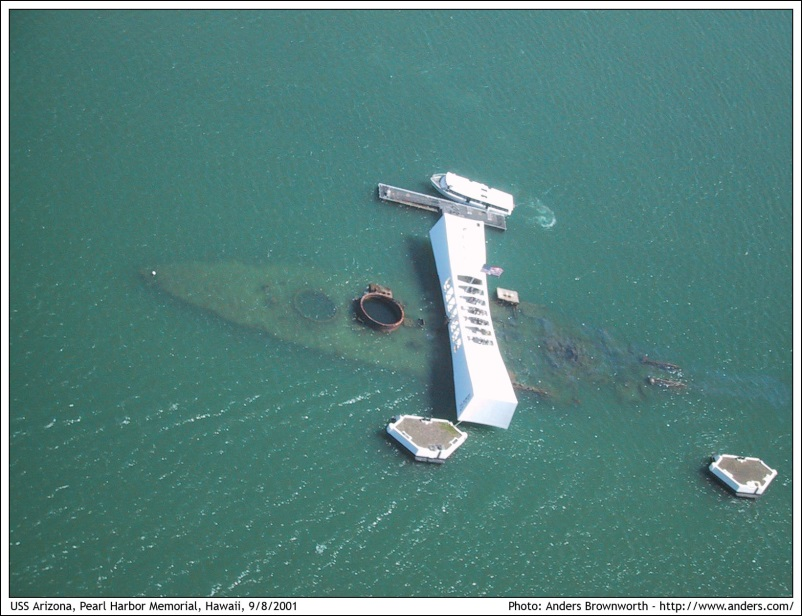 USS Arizona, Pearl Harbor Memorial, Hawaii, 9/8/2001
Photo: Anders Brownworth - http://www.anders.com/